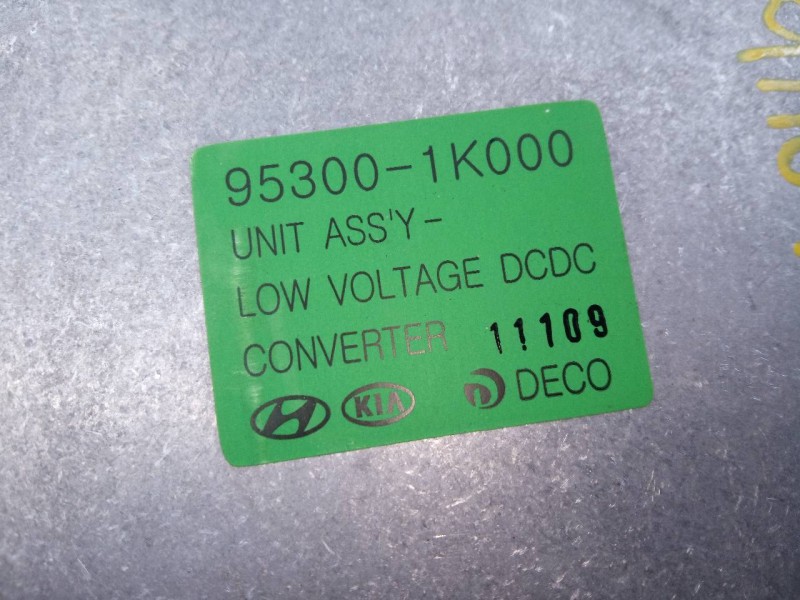 95300-1K000
UNIT ASS'Y-
LOW VOLTAGE DCDC
CONVERTER 11109
KIA DECO